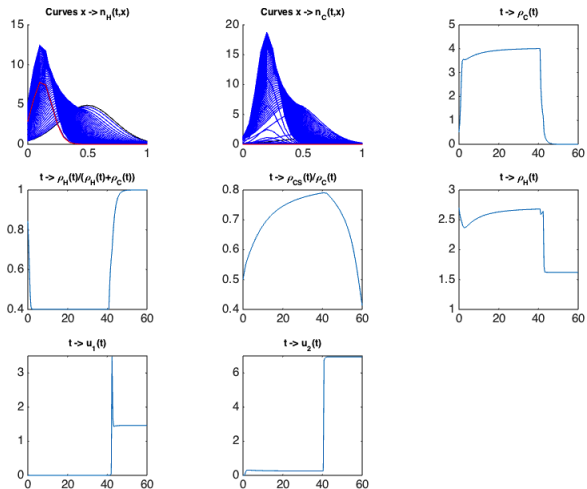 Curves x -> n_H(t,x)
Curves x -> n_C(t,x)
t -> ρ_C(t)
15
10
5
0
0 0.5 1
20
15
10
5
0
0 0.5 1
5
4
3
2
1
0
0 20 40 60
t -> ρ_H(t)/(ρ_H(t)+ρ_C(t))
t -> ρ_CS(t)/ρ_C(t)
t -> ρ_H(t)
1
0.8
0.6
0.4
0 20 40 60
0.8
0.7
0.6
0.5
0.4
0 20 40 60
3
2.5
2
1.5
1
0 20 40 60
t -> u_1(t)
t -> u_2(t)
3
2
1
0
0 20 40 60
6
4
2
0
0 20 40 60